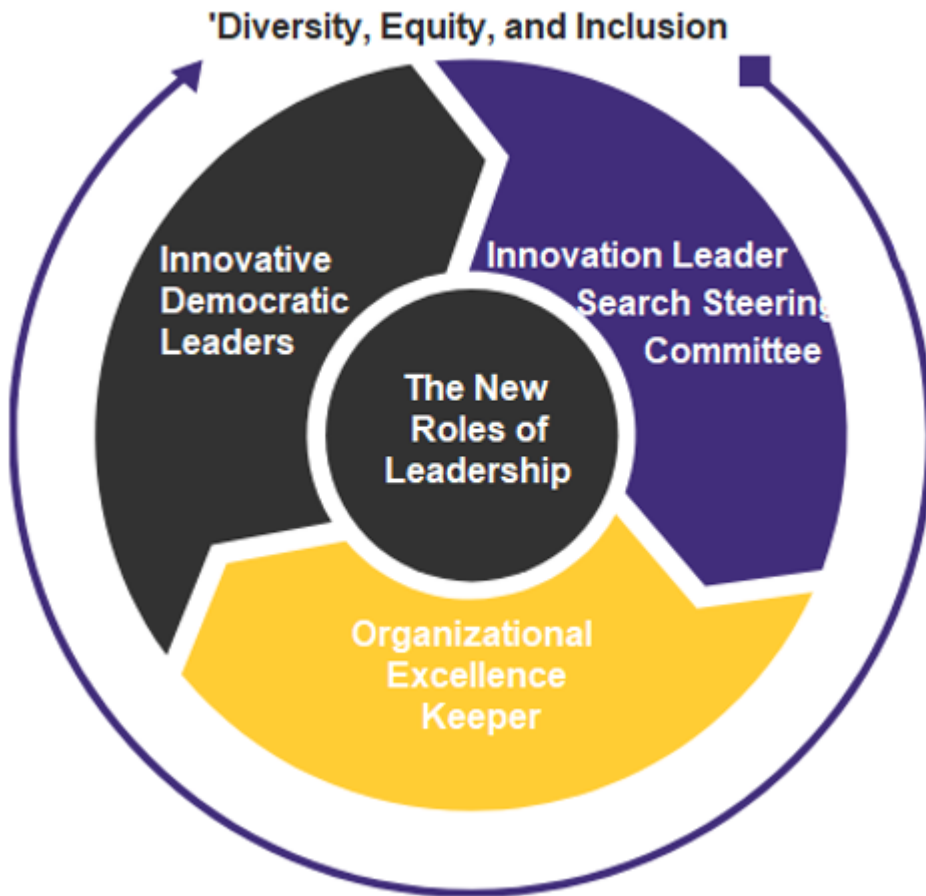 'Diversity, Equity, and Inclusion
Innovative
Democratic
Leaders
Innovation Leader
Search Steering
Committee
The New
Roles of
Leadership
Organizational
Excellence
Keeper